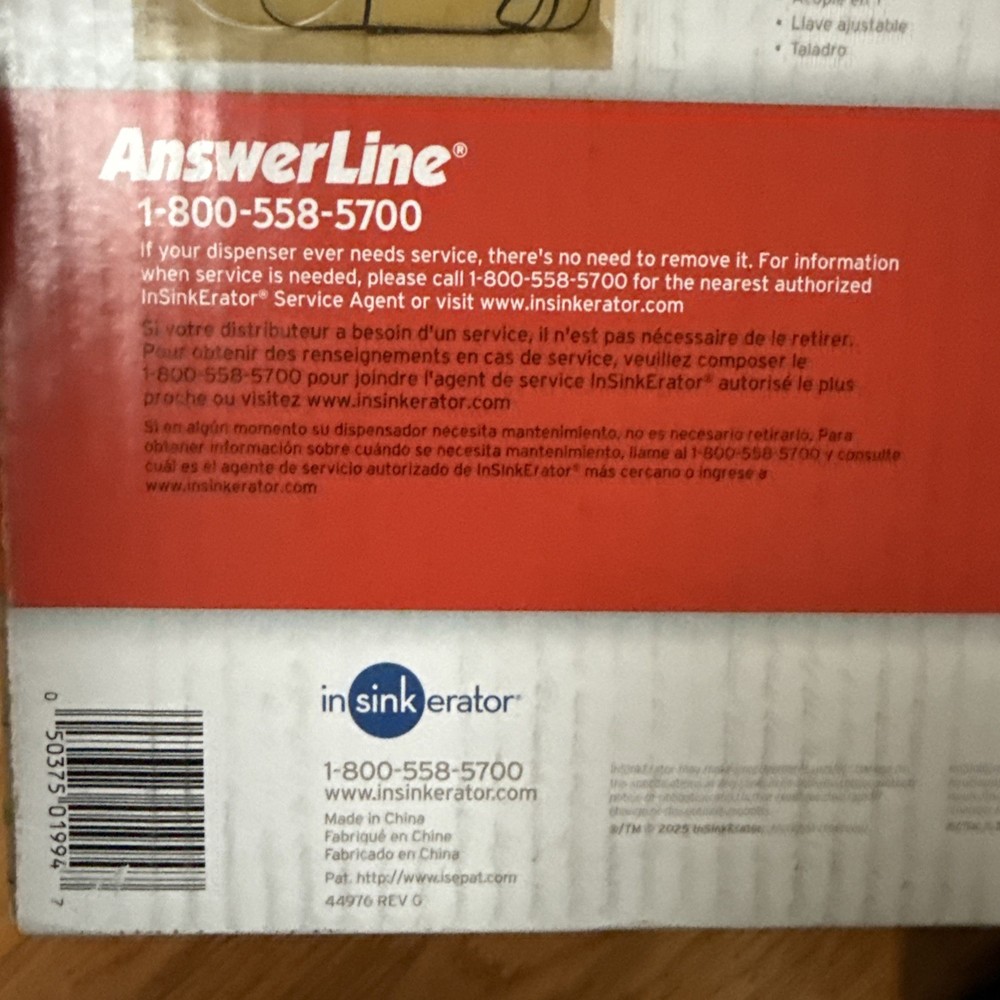 • Llave ajustable
• Taladro
AnswerLine®
1-800-558-5700
If your dispenser ever needs service, there's no need to remove it. For information
when service is needed, please call 1-800-558-5700 for the nearest authorized
InSinkErator® Service Agent or visit www.insinkerator.com
Si votre distributeur a besoin d'un service, il n'est pas nécessaire de le retirer.
Pour obtenir des renseignements en cas de service, veuillez composer le
1-800-558-5700 pour joindre l'agent de service InSinkErator® autorisé le plus
proche ou visitez www.insinkerator.com
Si en algún momento su dispensador necesita mantenimiento, no es necesario retirarlo. Para
obtener información sobre cuándo se necesita mantenimiento, llame al 1-800-558-5700 y consulte
cuál es el agente de servicio autorizado de InSinkErator® más cercano o ingrese a
www.insinkerator.com
0 50375 01994 7
insinkerator®
1-800-558-5700
www.insinkerator.com
Made in China
Fabriqué en Chine
Fabricado en China
Pat. http://www.isepat.com
44976 REV G
®/TM © 2025 InSinkErator